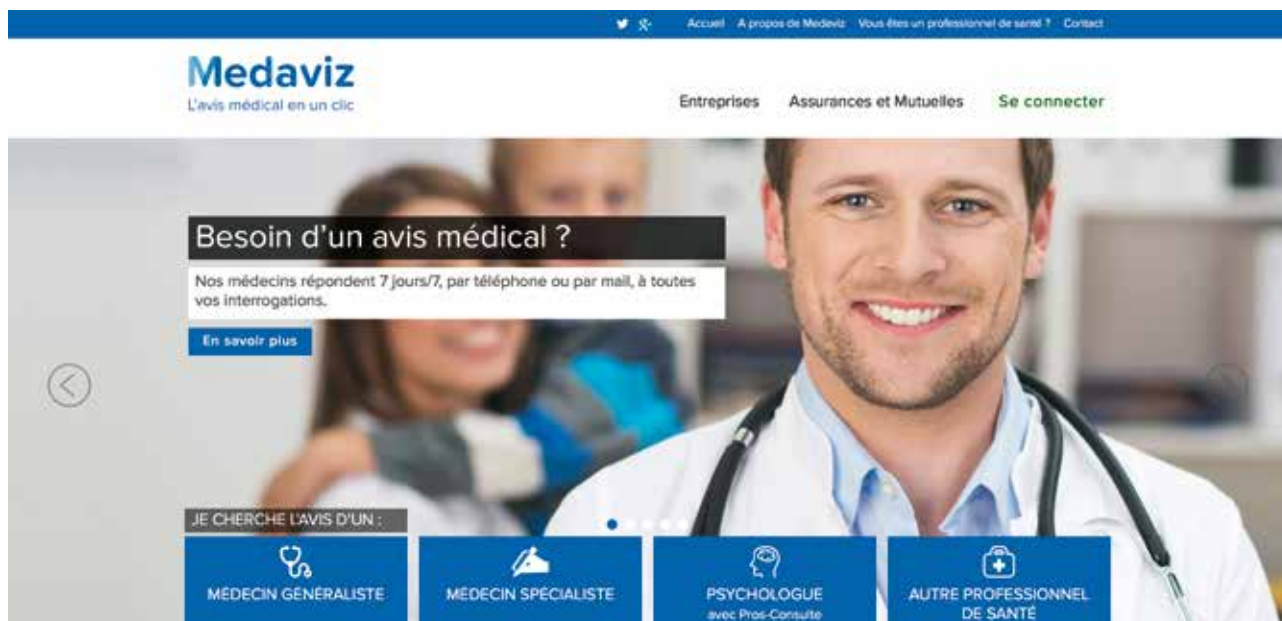 Accueil A propos de Medaviz Vous êtes un professionnel de santé ? Contact
Medaviz
L'avis médical en un clic
Entreprises Assurances et Mutuelles Se connecter
Besoin d'un avis médical ?
Nos médecins répondent 7 jours/7, par téléphone ou par mail, à toutes
vos interrogations.
En savoir plus
JE CHERCHE L'AVIS D'UN :
MÉDECIN GÉNÉRALISTE
MÉDECIN SPÉCIALISTE
PSYCHOLOGUE
avec Pros-Consulte
AUTRE PROFESSIONNEL
DE SANTÉ